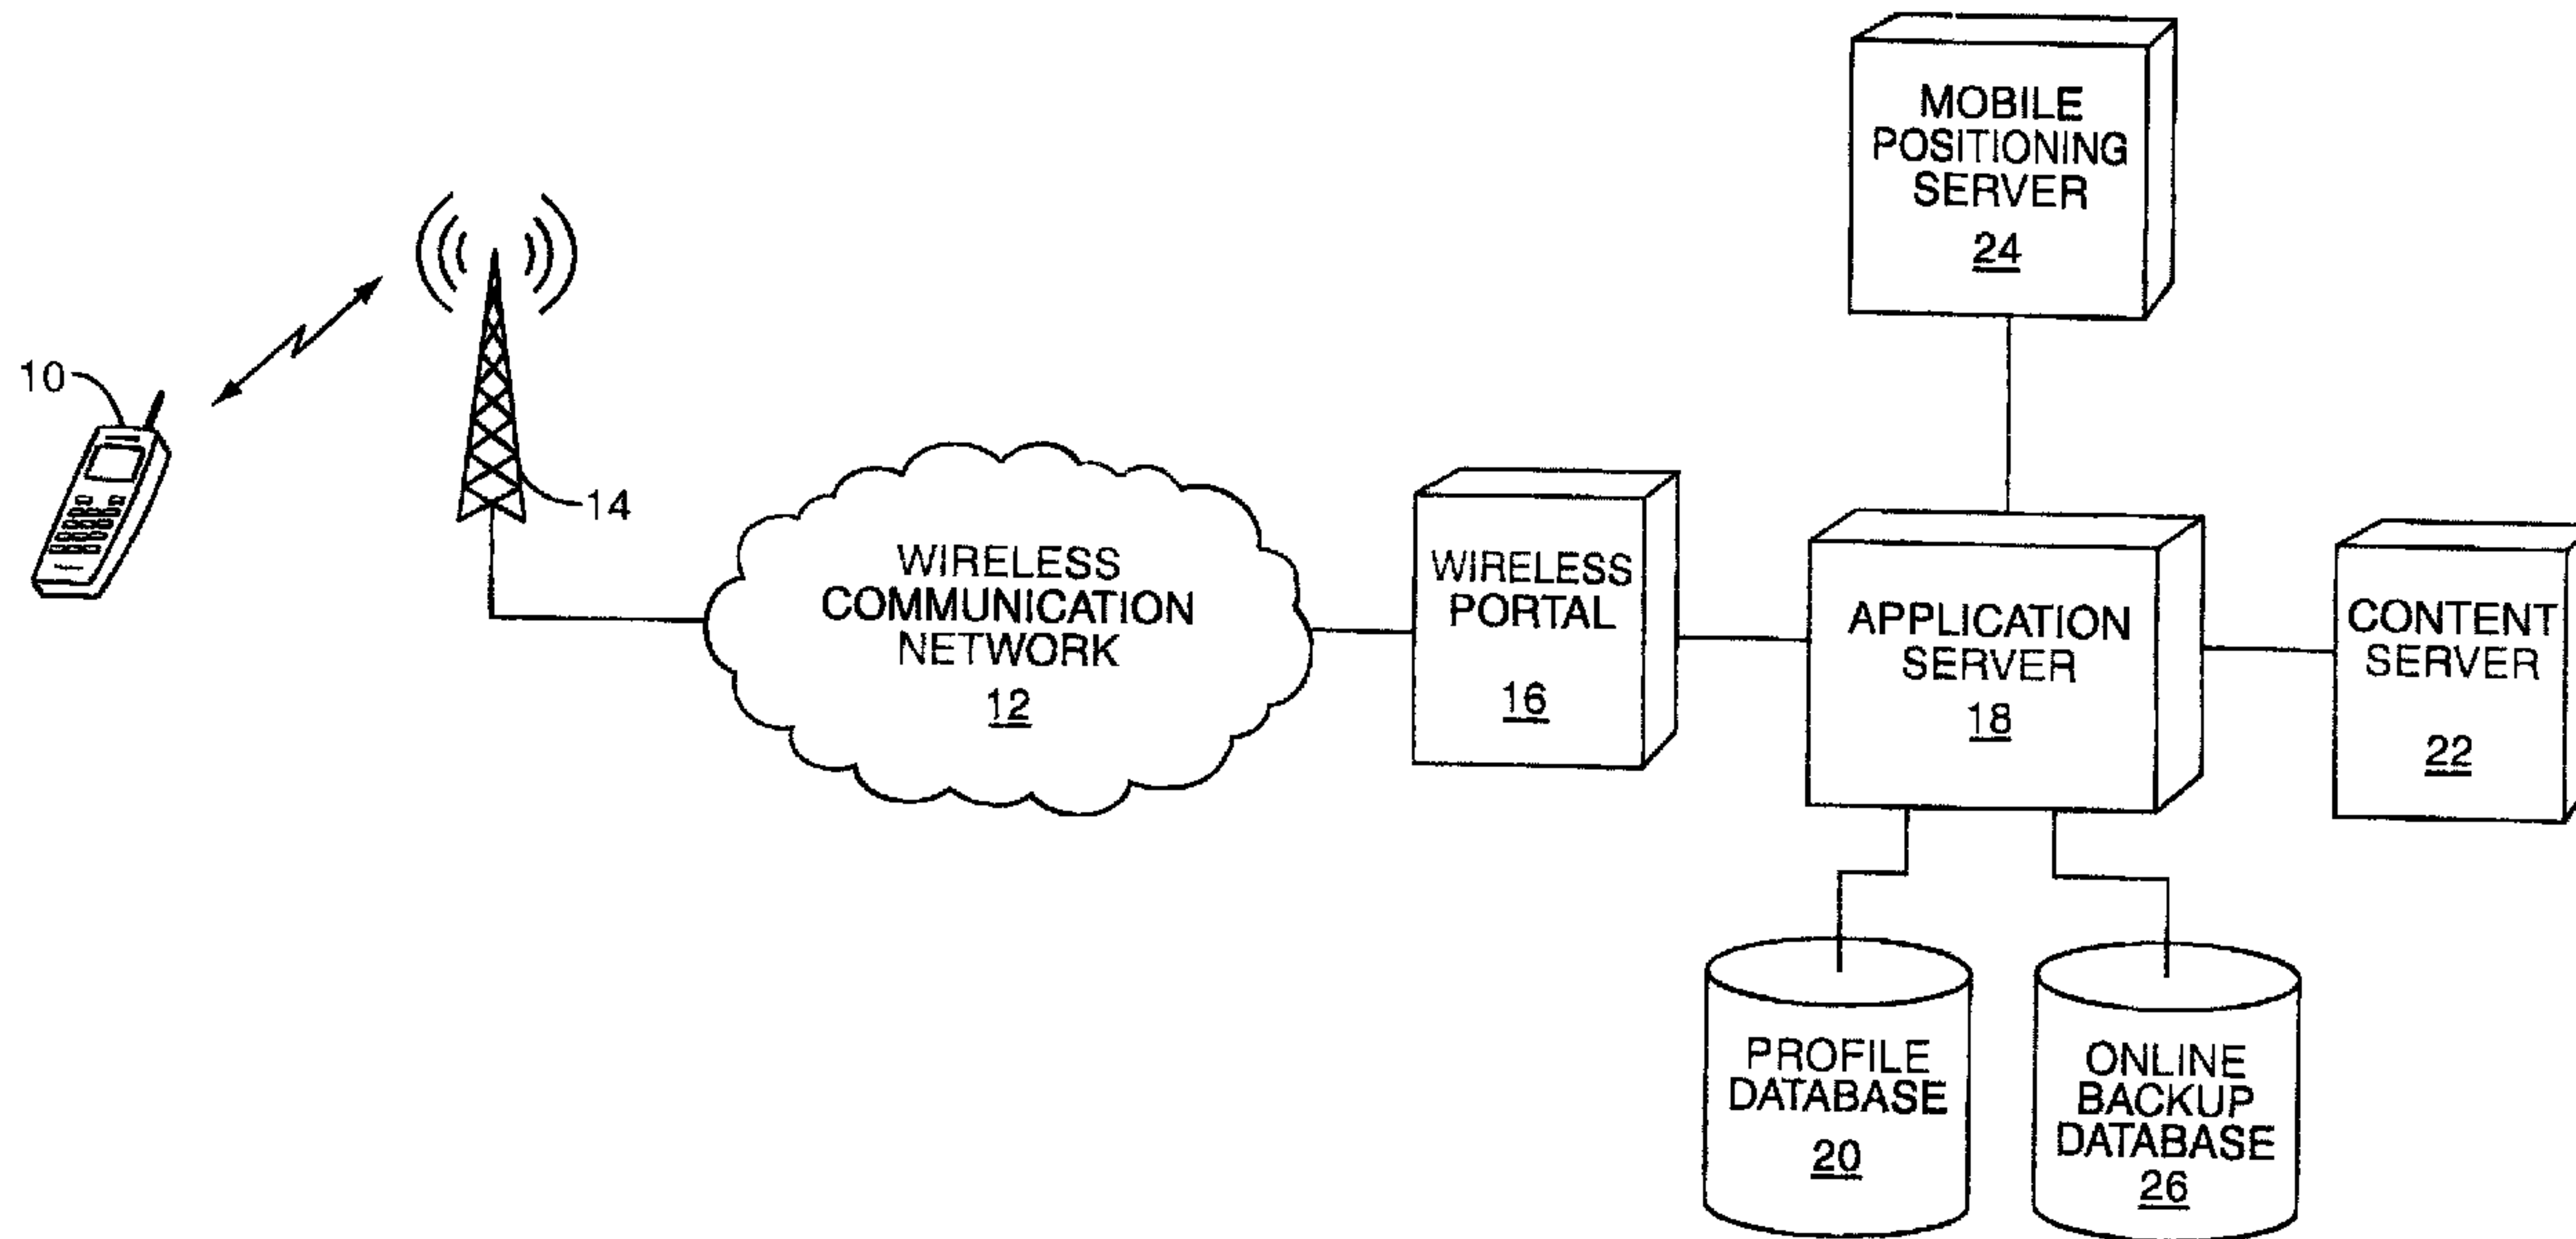 MOBILE
POSITIONING
SERVER
24
10
14
WIRELESS
COMMUNICATION
NETWORK
12
WIRELESS
PORTAL
16
APPLICATION
SERVER
18
CONTENT
SERVER
22
PROFILE
DATABASE
20
ONLINE
BACKUP
DATABASE
26